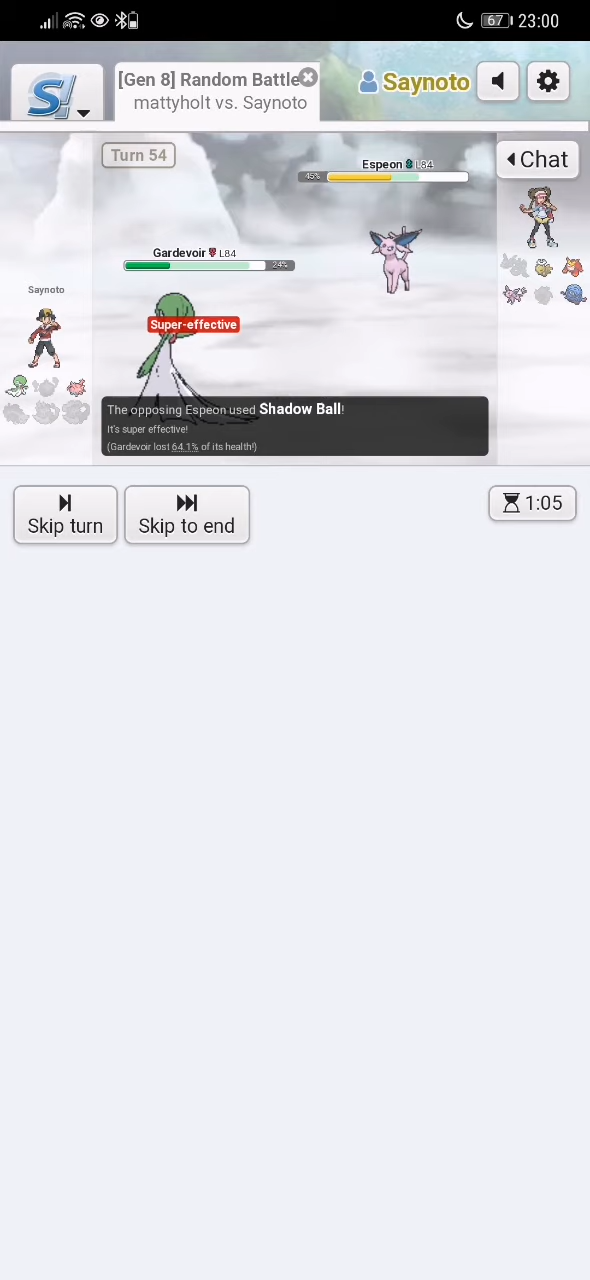 67 23:00
[Gen 8] Random Battle
mattyholt vs. Saynoto
Saynoto
Turn 54
Chat
Espeon L84
45%
Gardevoir L84
24%
Saynoto
Super-effective
The opposing Espeon used Shadow Ball!
It's super effective!
(Gardevoir lost 64.1% of its health!)
Skip turn
Skip to end
1:05